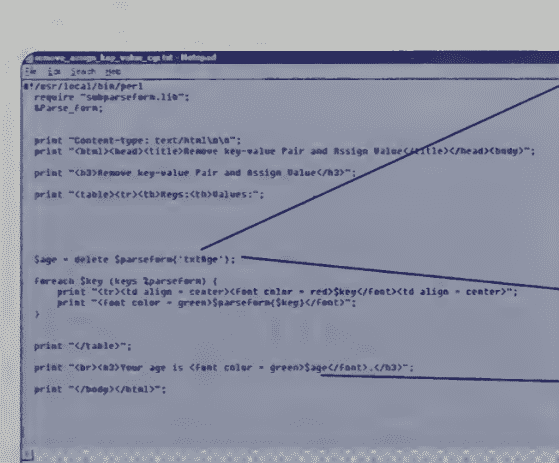 remove_assign_key_value_cgi.txt - Notepad
File Edit Search Help
#!/usr/local/bin/perl
require "subparseform.lib";
&Parse_Form;
print "Content-type: text/html\n\n";
print "<html><head><title>Remove key-value Pair and Assign Value</title></head><body>";
print "<h3>Remove key-value Pair and Assign Value</h3>";
print "<table><tr><th>Keys:<th>Values:";
$age = delete $parseform{'txtAge'};
foreach $key (keys %parseform) {
print "<tr><td align = center><font color = red>$key</font><td align = center>";
print "<font color = green>$parseform{$key}</font>";
}
print "</table>";
print "<br><h3>Your age is <font color = green>$age</font>.</h3>";
print "</body></html>";